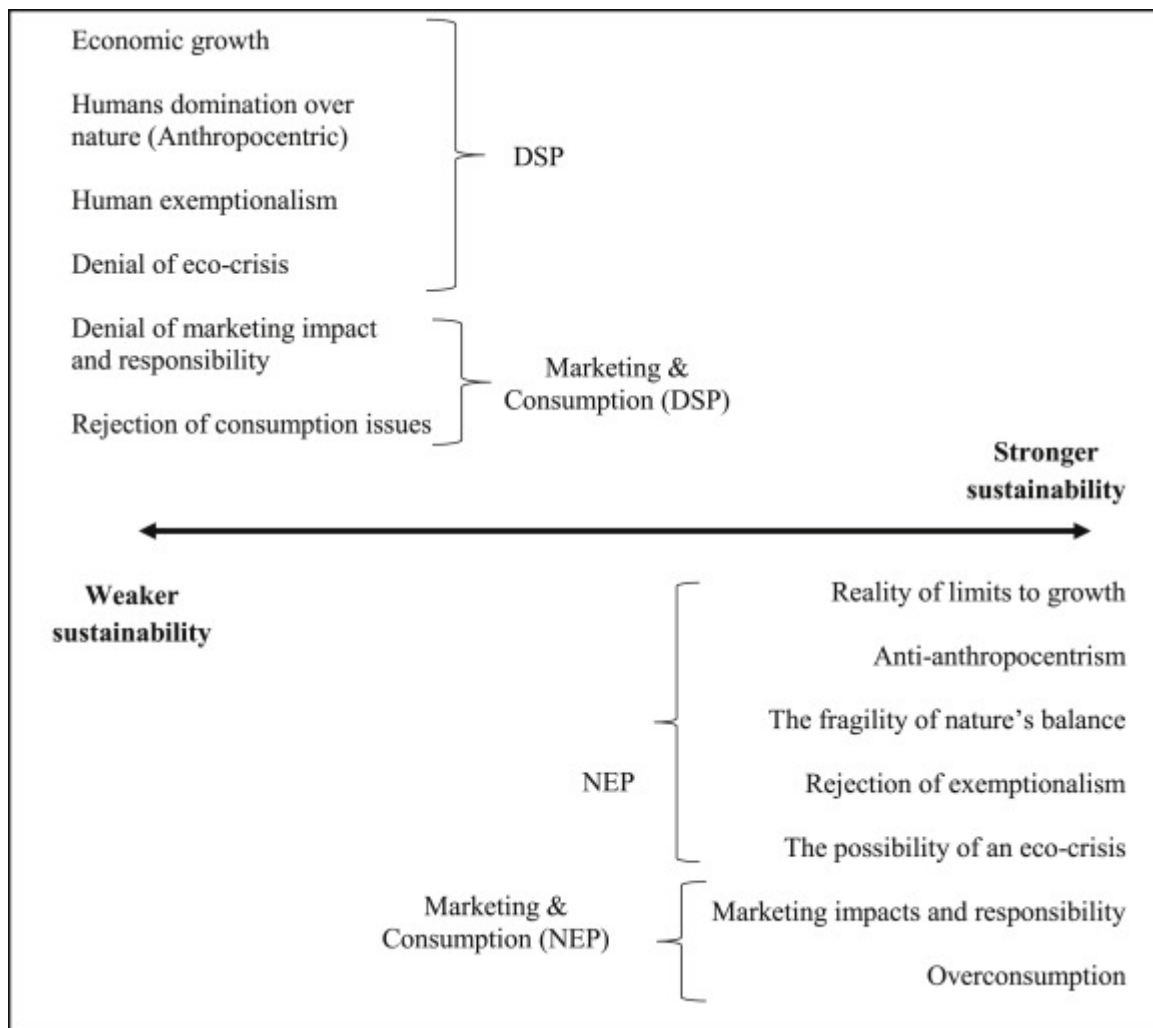 Economic growth
Humans domination over
nature (Anthropocentric)
DSP
Human exemptionalism
Denial of eco-crisis
Denial of marketing impact
and responsibility
Marketing &
Consumption (DSP)
Rejection of consumption issues
Stronger
sustainability
Weaker
sustainability
Reality of limits to growth
Anti-anthropocentrism
The fragility of nature's balance
NEP
Rejection of exemptionalism
The possibility of an eco-crisis
Marketing &
Consumption (NEP)
Marketing impacts and responsibility
Overconsumption